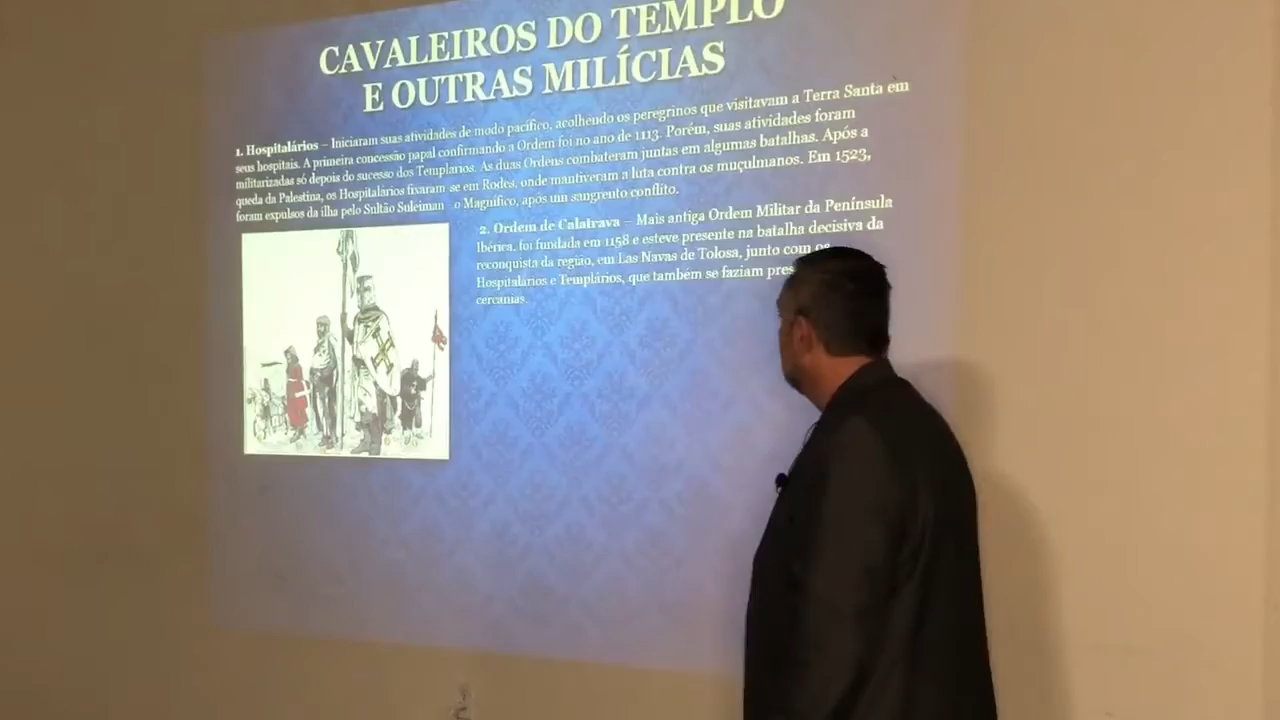 CAVALEIROS DO TEMPLO
E OUTRAS MILÍCIAS
1. Hospitalários – Iniciaram suas atividades de modo pacífico, acolhendo os peregrinos que visitavam a Terra Santa em
seus hospitais. A primeira concessão papal confirmando a Ordem foi no ano de 1113. Porém, suas atividades foram
militarizadas só depois do sucesso dos Templários. As duas Ordens combateram juntas em algumas batalhas. Após a
queda da Palestina, os Hospitalários fixaram-se em Rodes, onde mantiveram a luta contra os muçulmanos. Em 1523,
foram expulsos da ilha pelo Sultão Suleiman – o Magnífico, após um sangrento conflito.
2. Ordem de Calatrava – Mais antiga Ordem Militar da Península
Ibérica, foi fundada em 1158 e esteve presente na batalha decisiva da
reconquista da região, em Las Navas de Tolosa, junto com os
Hospitalários e Templários, que também se faziam
cercanias.